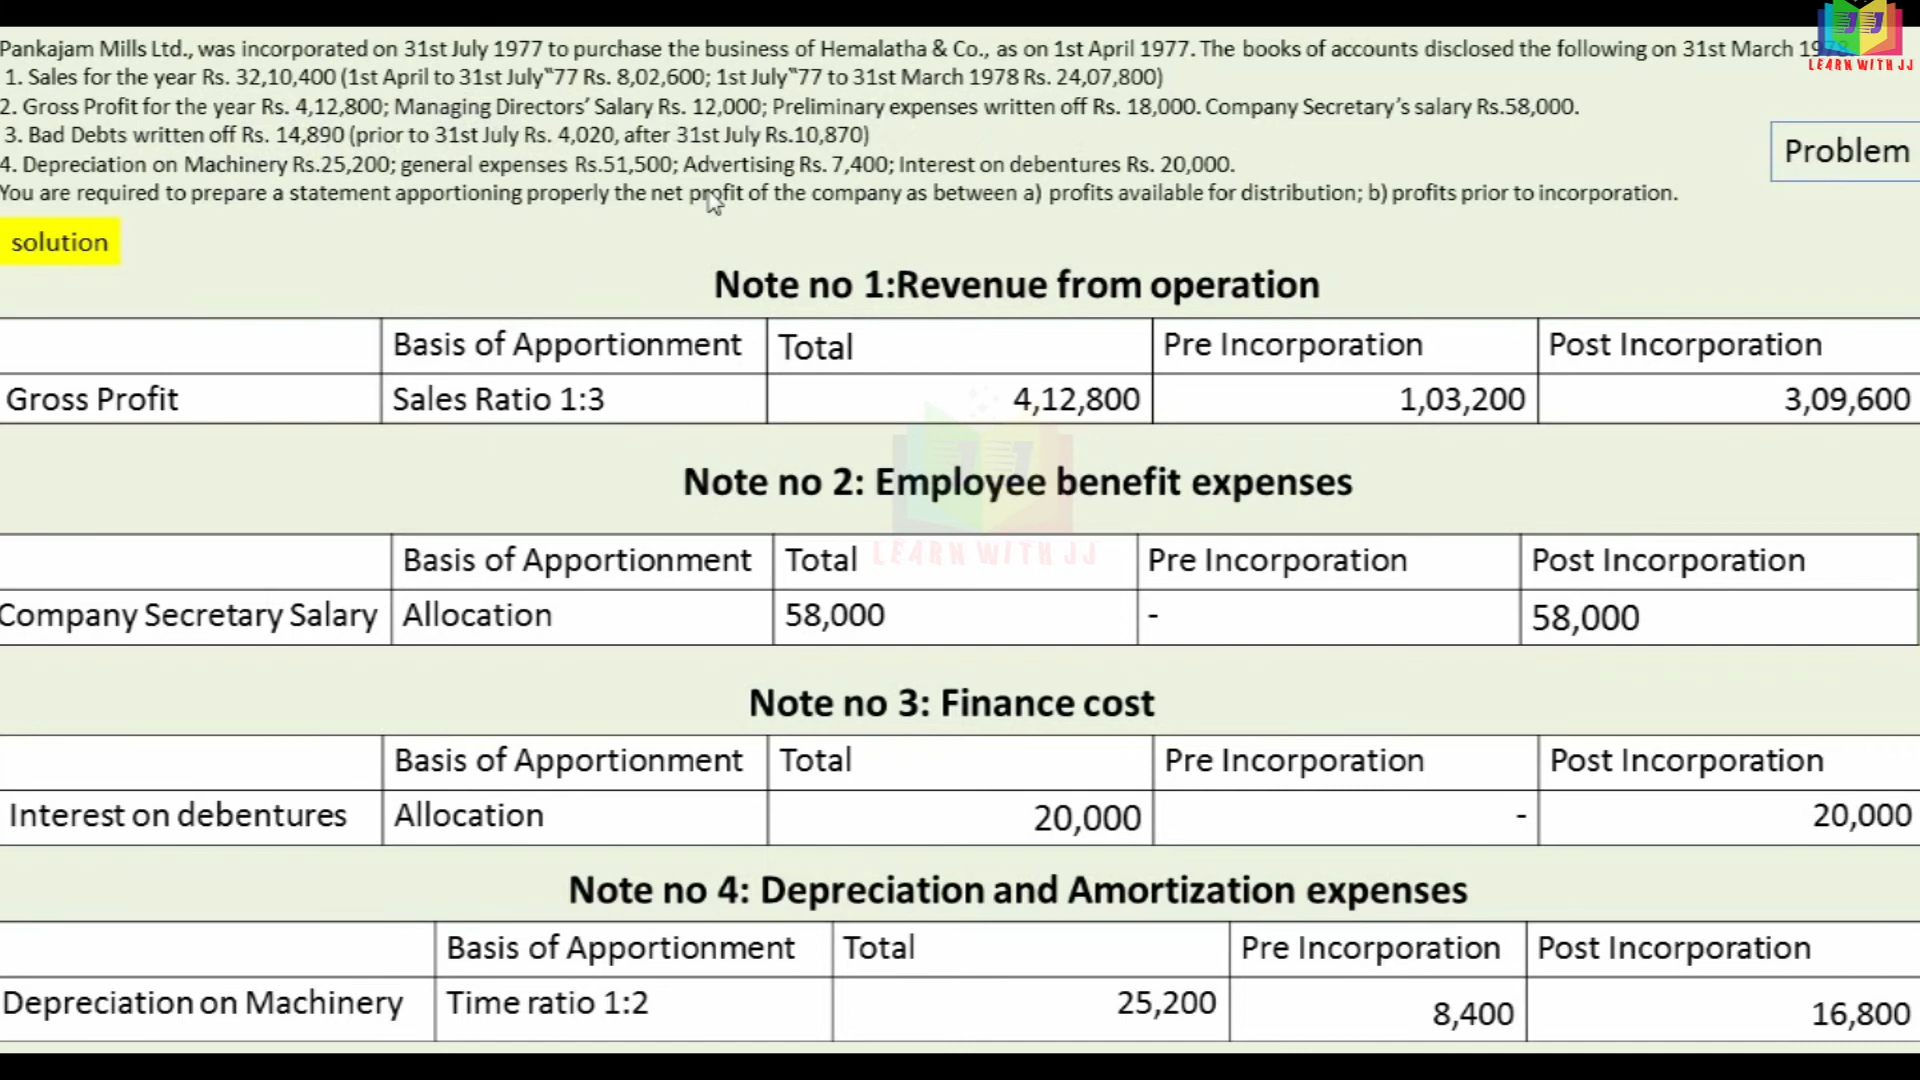 Pankajam Mills Ltd., was incorporated on 31st July 1977 to purchase the business of Hemalatha & Co., as on 1st April 1977. The books of accounts disclosed the following on 31st March 1978
LEARN WITH JJ
1. Sales for the year Rs. 32,10,400 (1st April to 31st July‟77 Rs. 8,02,600; 1st July‟77 to 31st March 1978 Rs. 24,07,800)
2. Gross Profit for the year Rs. 4,12,800; Managing Directors’ Salary Rs. 12,000; Preliminary expenses written off Rs. 18,000. Company Secretary’s salary Rs.58,000.
3. Bad Debts written off Rs. 14,890 (prior to 31st July Rs. 4,020, after 31st July Rs.10,870)
4. Depreciation on Machinery Rs.25,200; general expenses Rs.51,500; Advertising Rs. 7,400; Interest on debentures Rs. 20,000.
You are required to prepare a statement apportioning properly the net profit of the company as between a) profits available for distribution; b) profits prior to incorporation.
Problem
solution
Note no 1:Revenue from operation
Basis of Apportionment Total Pre Incorporation Post Incorporation
Gross Profit Sales Ratio 1:3 4,12,800 1,03,200 3,09,600
Note no 2: Employee benefit expenses
LEARN WITH JJ
Basis of Apportionment Total Pre Incorporation Post Incorporation
Company Secretary Salary Allocation 58,000 - 58,000
Note no 3: Finance cost
Basis of Apportionment Total Pre Incorporation Post Incorporation
Interest on debentures Allocation 20,000 - 20,000
Note no 4: Depreciation and Amortization expenses
Basis of Apportionment Total Pre Incorporation Post Incorporation
Depreciation on Machinery Time ratio 1:2 25,200 8,400 16,800